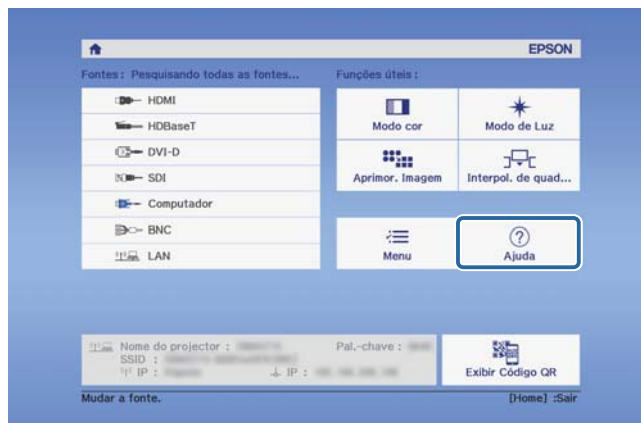 EPSON
Fontes : Pesquisando todas as fontes...
Funções úteis :
HDMI
HDBaseT
DVI-D
SDI
Computador
BNC
LAN
Modo cor
Modo de Luz
Aprimor. Imagem
Interpol. de quad...
Menu
Ajuda
Nome do projector :
Pal.-chave :
SSID :
IP :
IP :
Exibir Código QR
Mudar a fonte.
[Home] :Sair